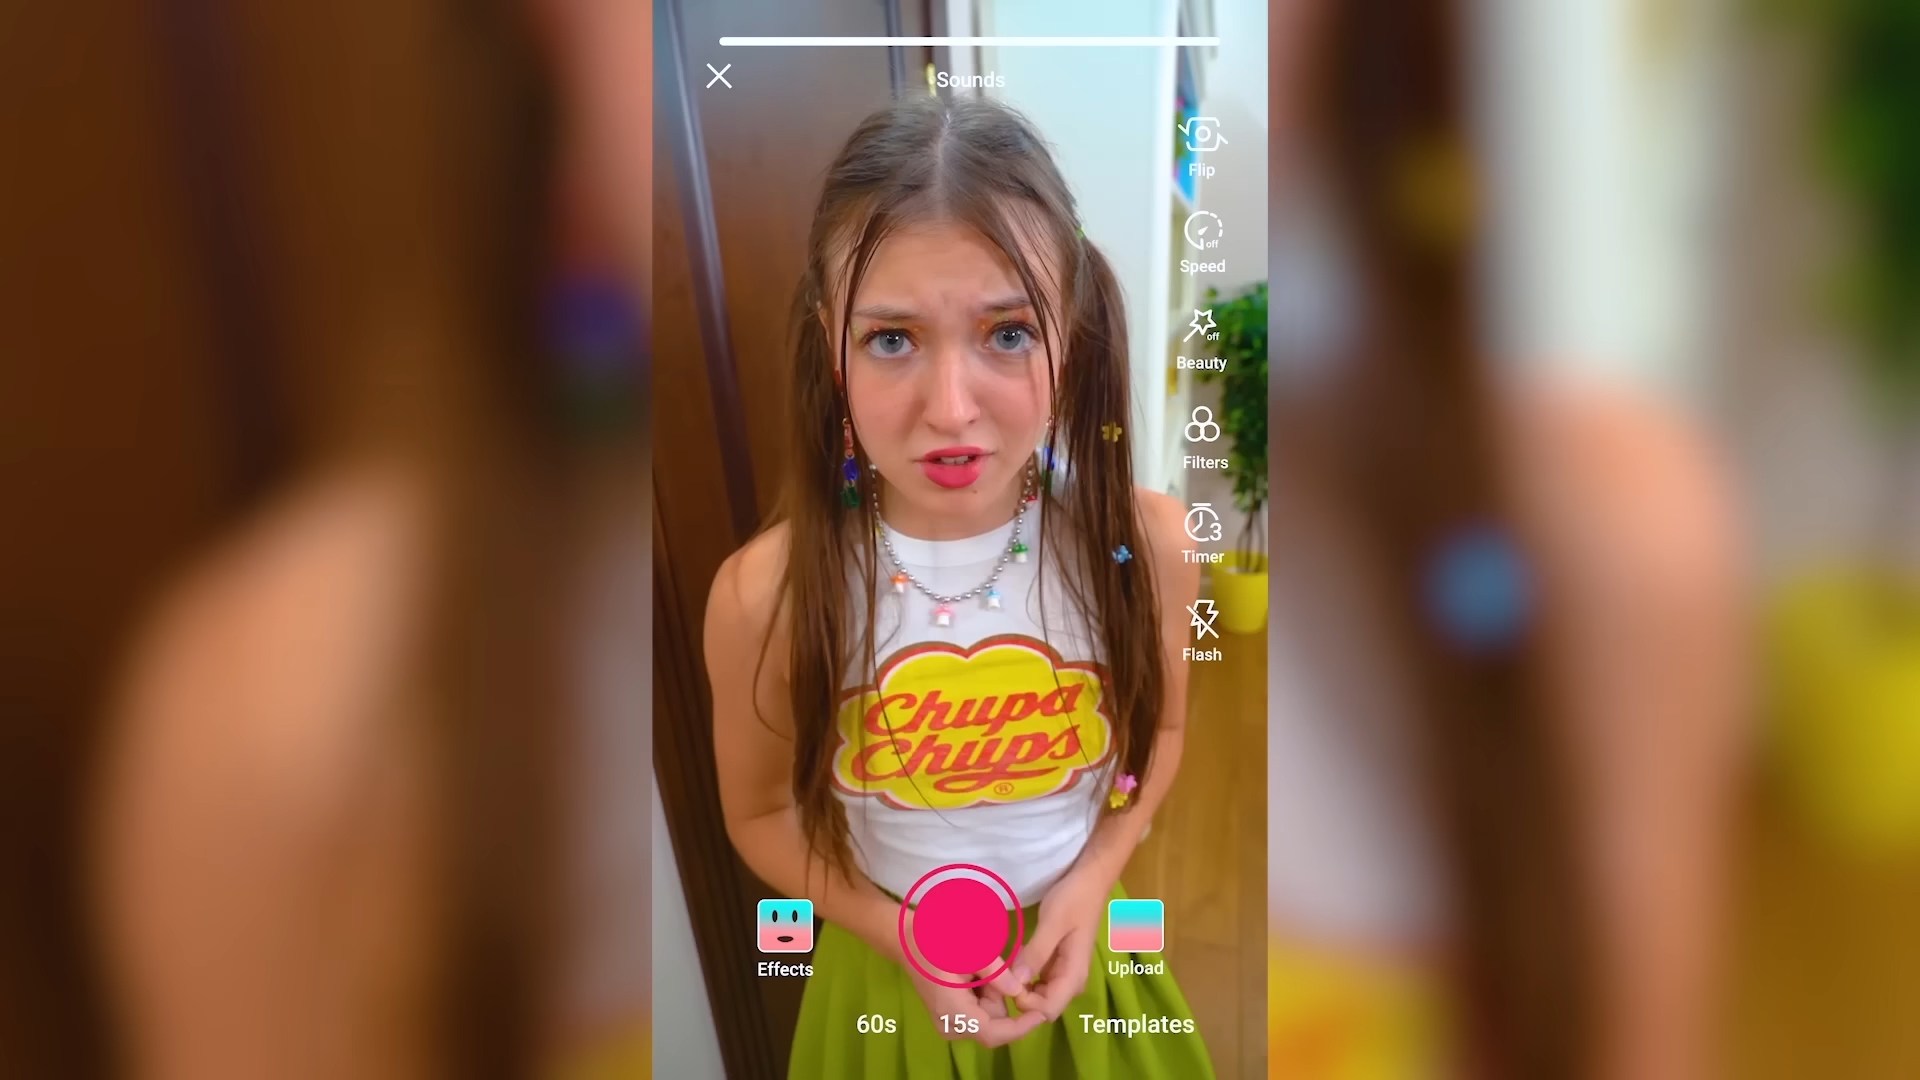 Sounds
Flip
off
Speed
off
Beauty
Filters
3
Timer
Flash
Chupa
Chups
®
Effects
Upload
60s
15s
Templates